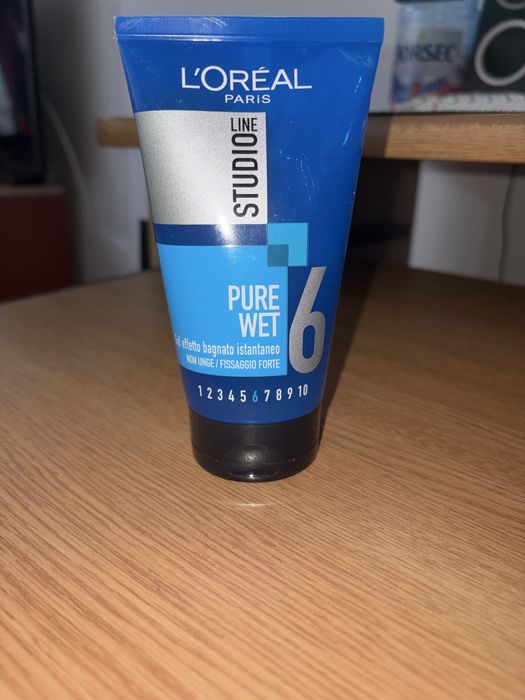 L'ORÉAL
PARIS
STUDIO LINE
PURE
WET
6
effetto bagnato istantaneo
NON UNGE / FISSAGGIO FORTE
1 2 3 4 5 6 7 8 9 10